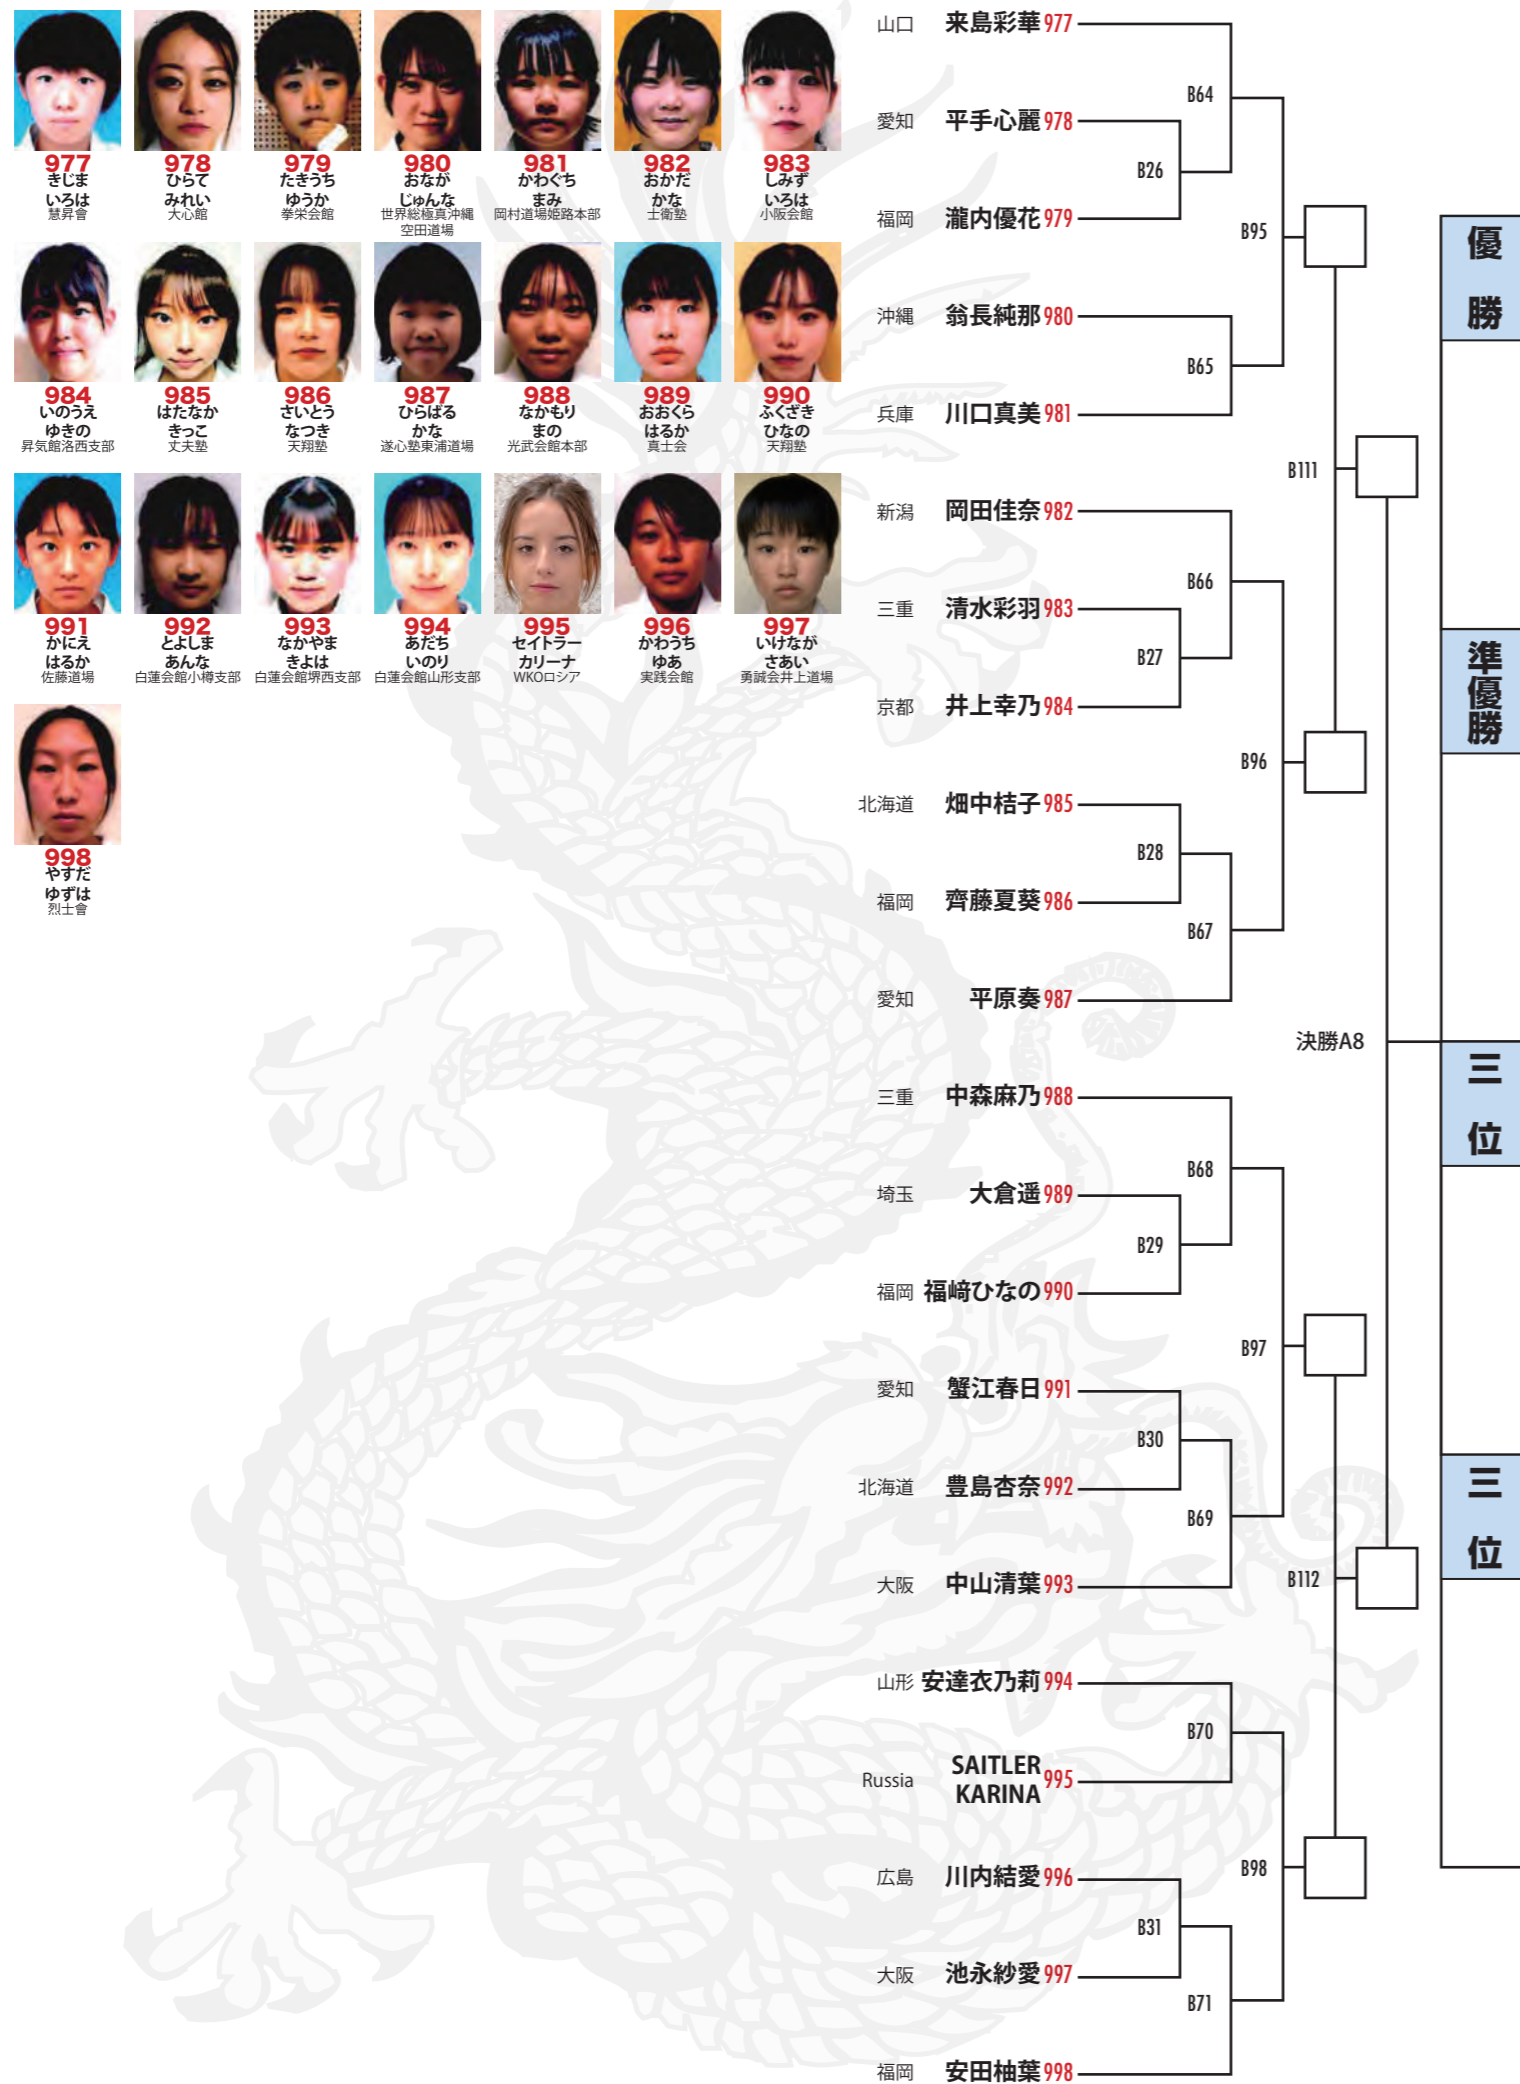 977
きじま
いろは
慧昇會
978
ひらて
みれい
大心館
979
たきうち
ゆうか
拳栄会館
980
おなが
じゅんな
世界総極真沖縄
空田道場
981
かわぐち
まみ
岡村道場姫路本部
982
おかだ
かな
士衛塾
983
しみず
いろは
小阪会館
984
いのうえ
ゆきの
昇気館洛西支部
985
はたなか
きっこ
丈夫塾
986
さいとう
なつき
天翔塾
987
ひらばる
かな
遂心塾東浦道場
988
なかもり
まの
光武会館本部
989
おおくら
はるか
真士会
990
ふくざき
ひなの
天翔塾
991
かにえ
はるか
佐藤道場
992
とよしま
あんな
白蓮会館小樽支部
993
なかやま
きよは
白蓮会館堺西支部
994
あだち
いのり
白蓮会館山形支部
995
セイトラー
カリーナ
WKOロシア
996
かわうち
ゆあ
実践会館
997
いけなが
さあい
勇誠会井上道場
998
やすだ
ゆずは
烈士會
山口 来島彩華 977
B64
愛知 平手心麗 978
B26
福岡 瀧内優花 979
B95
沖縄 翁長純那 980
B65
兵庫 川口真美 981
B111
新潟 岡田佳奈 982
B66
三重 清水彩羽 983
B27
京都 井上幸乃 984
B96
北海道 畑中桔子 985
B28
福岡 齊藤夏葵 986
B67
愛知 平原奏 987
決勝A8
三重 中森麻乃 988
B68
埼玉 大倉遥 989
B29
福岡 福﨑ひなの 990
B97
愛知 蟹江春日 991
B30
北海道 豊島杏奈 992
B69
大阪 中山清葉 993
B112
山形 安達衣乃莉 994
B70
Russia SAITLER
KARINA 995
B98
広島 川内結愛 996
B31
大阪 池永紗愛 997
B71
福岡 安田柚葉 998
優勝
準優勝
三位
三位